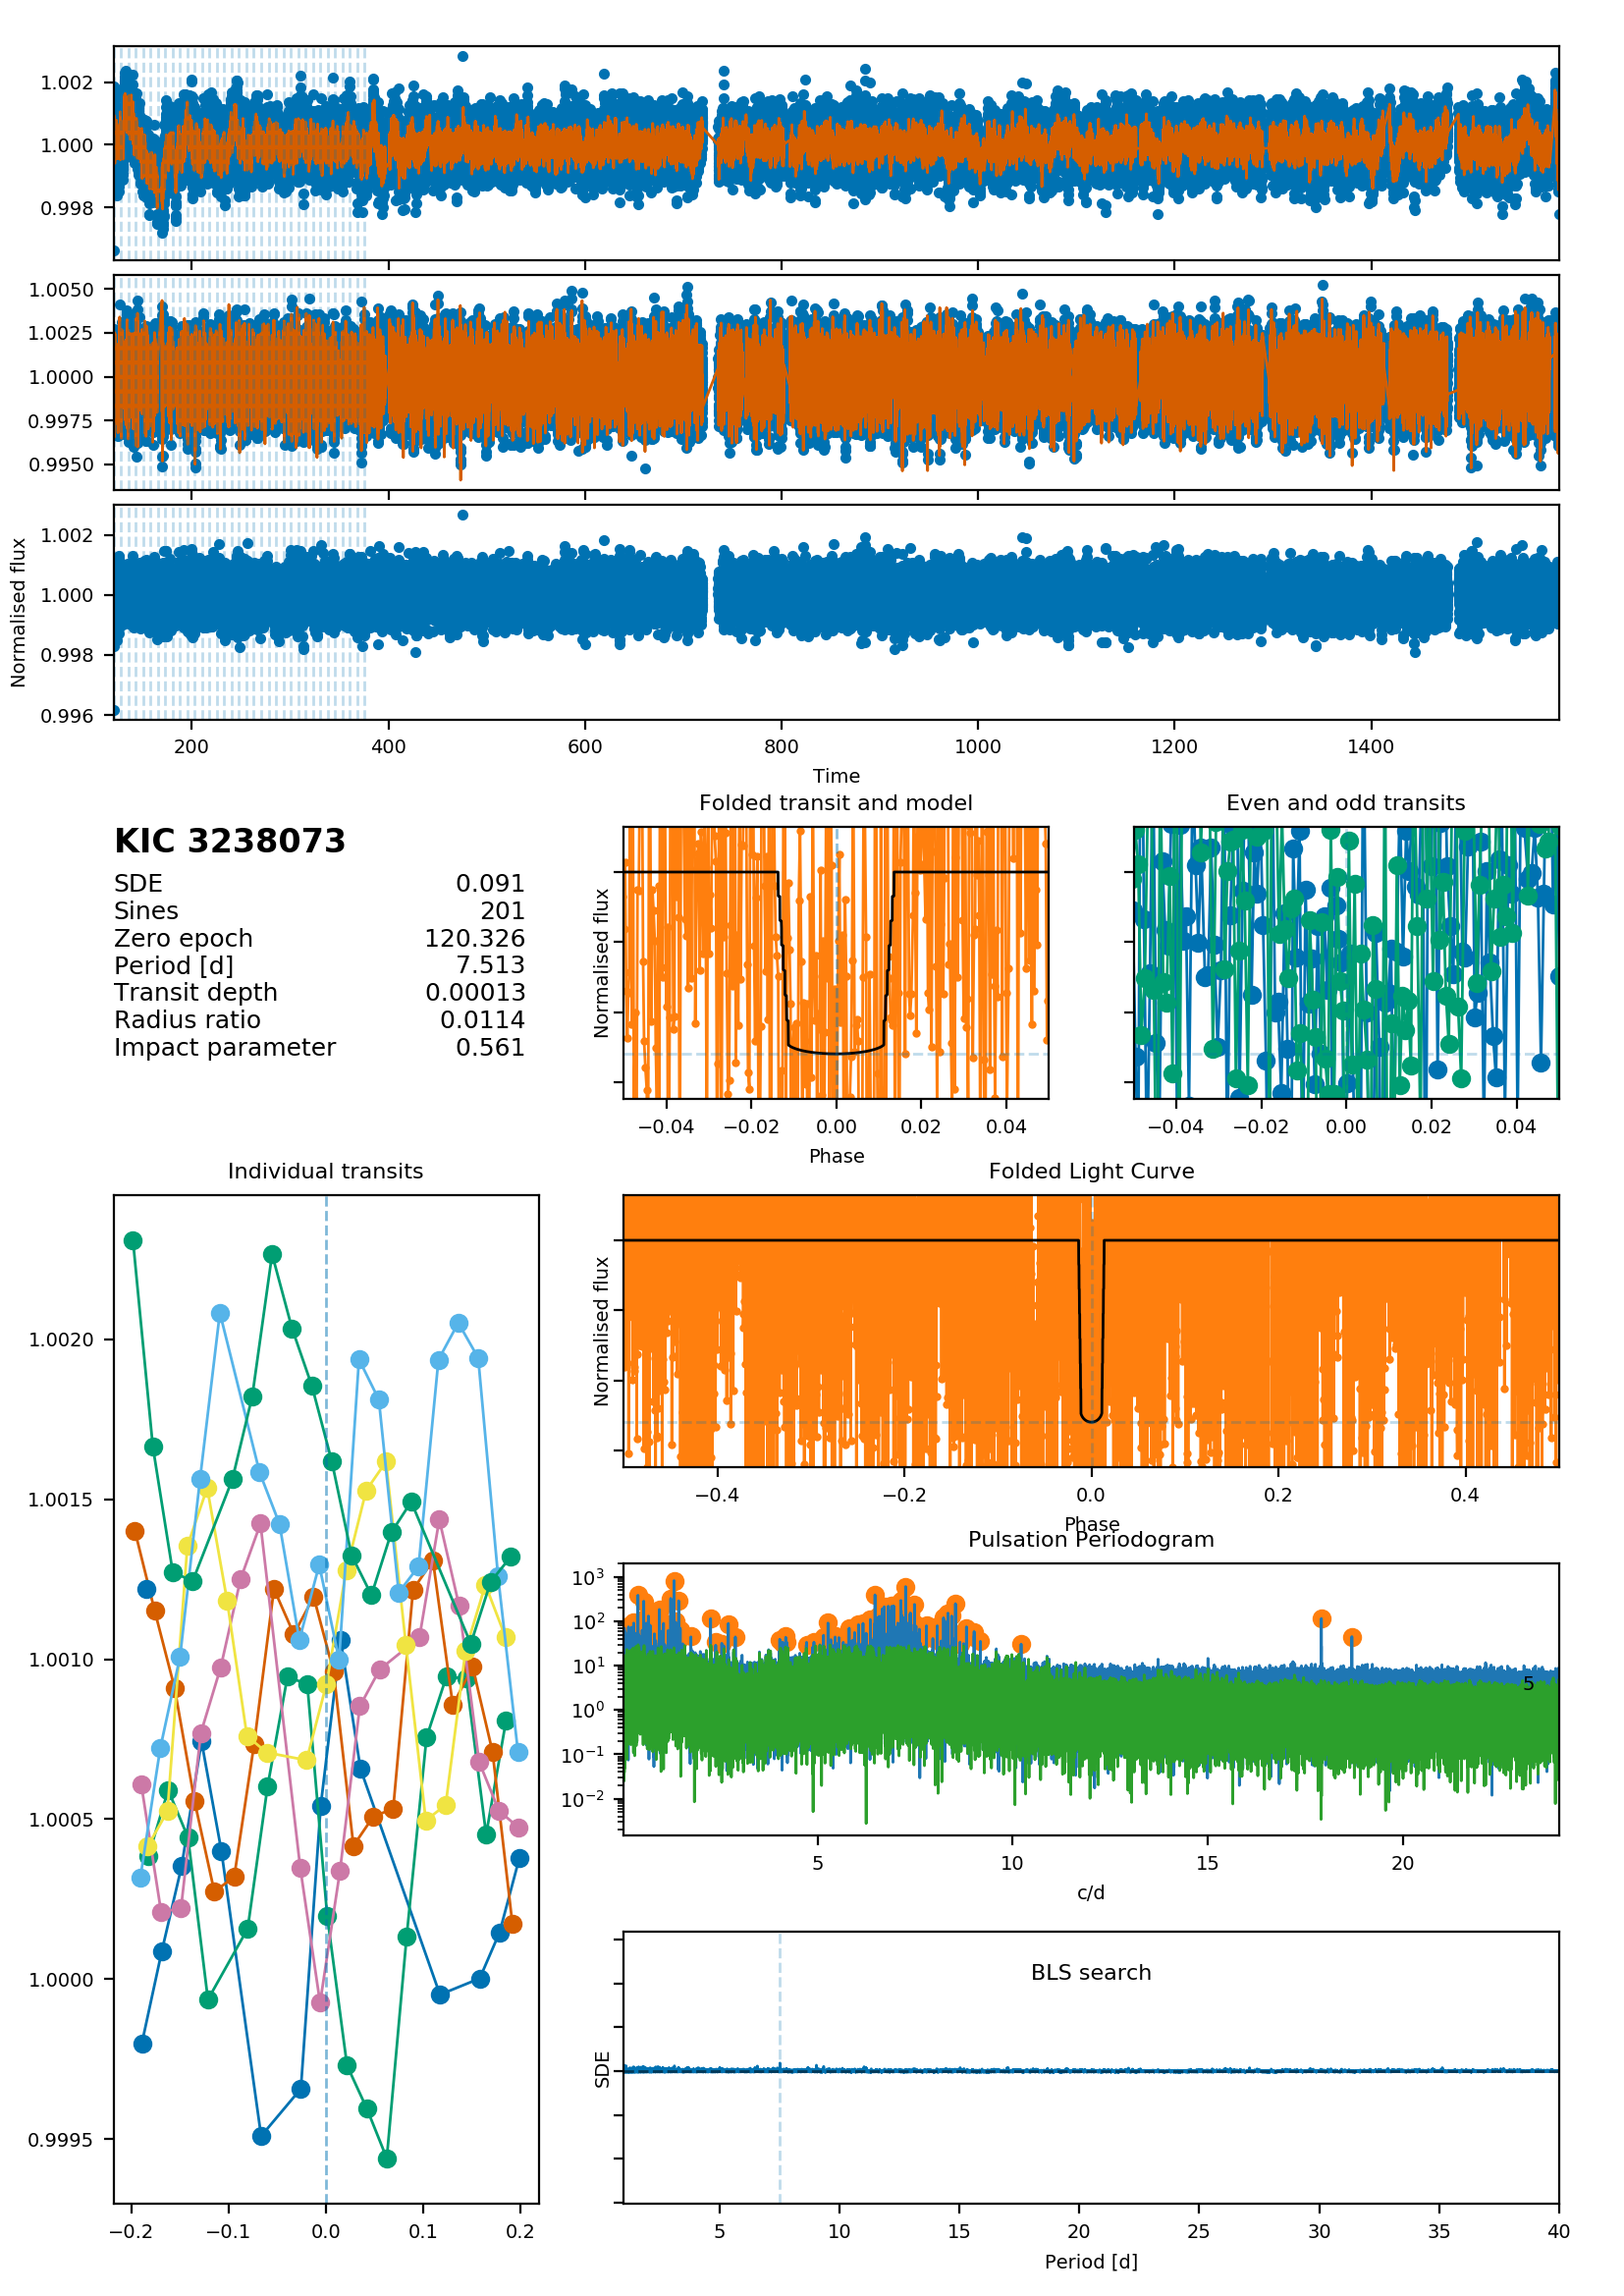 1.002
1.000
0.998
1.0050
1.0025
1.0000
0.9975
0.9950
Normalised flux
1.002
1.000
0.998
0.996
200 400 600 800 1000 1200 1400
Time
KIC 3238073
SDE 0.091
Sines 201
Zero epoch 120.326
Period [d] 7.513
Transit depth 0.00013
Radius ratio 0.0114
Impact parameter 0.561
Folded transit and model
Normalised flux
−0.04 −0.02 0.00 0.02 0.04
Phase
Even and odd transits
−0.04 −0.02 0.00 0.02 0.04
Individual transits
1.0020
1.0015
1.0010
1.0005
1.0000
0.9995
−0.2 −0.1 0.0 0.1 0.2
Folded Light Curve
Normalised flux
−0.4 −0.2 0.0 0.2 0.4
Phase
Pulsation Periodogram
10³
10²
10¹
10⁰
10⁻¹
10⁻²
5
5 10 15 20
c/d
BLS search
SDE
5 10 15 20 25 30 35 40
Period [d]